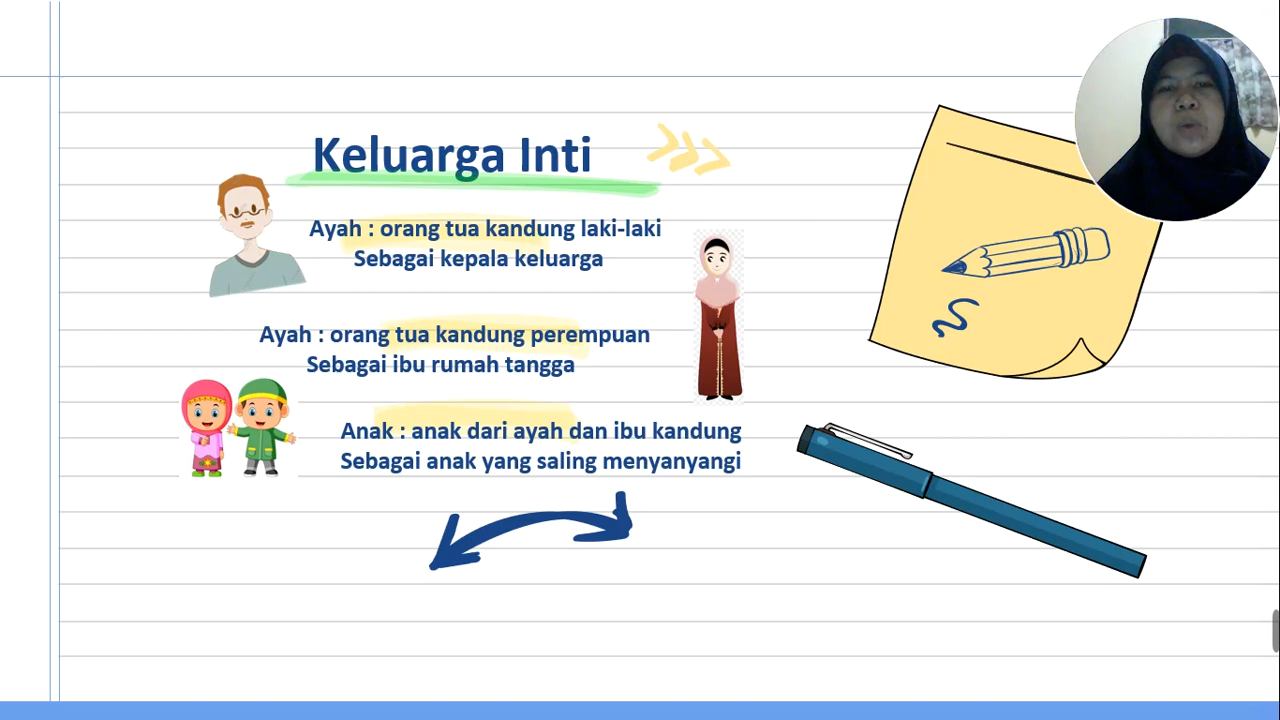 Keluarga Inti
Ayah : orang tua kandung laki-laki
Sebagai kepala keluarga
Ayah : orang tua kandung perempuan
Sebagai ibu rumah tangga
Anak : anak dari ayah dan ibu kandung
Sebagai anak yang saling menyanyangi